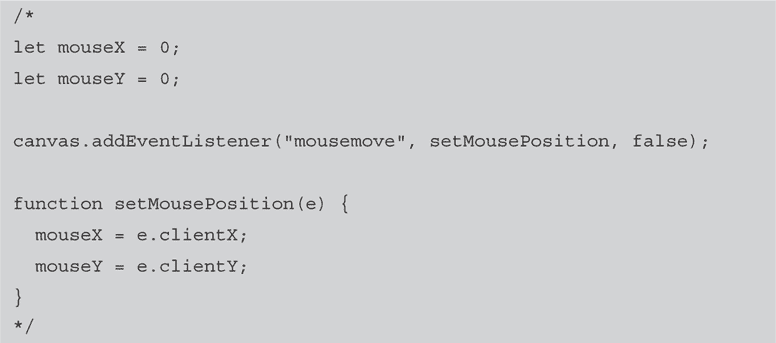 /*
let mouseX = 0;
let mouseY = 0;
canvas.addEventListener("mousemove", setMousePosition, false);
function setMousePosition(e) {
  mouseX = e.clientX;
  mouseY = e.clientY;
}
*/